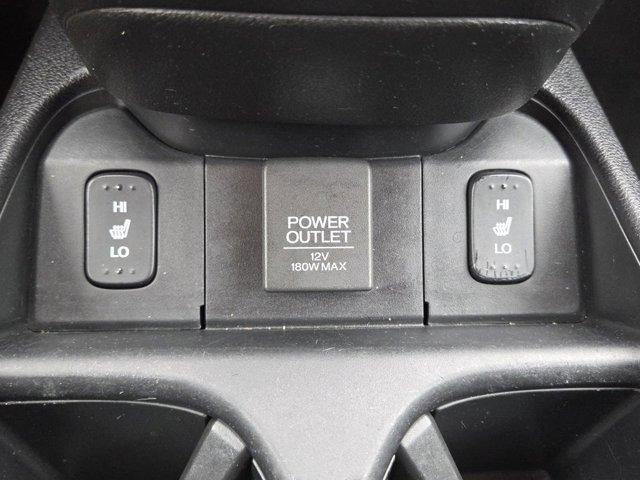 HI
LO
POWER
OUTLET
12V
180W MAX
HI
LO